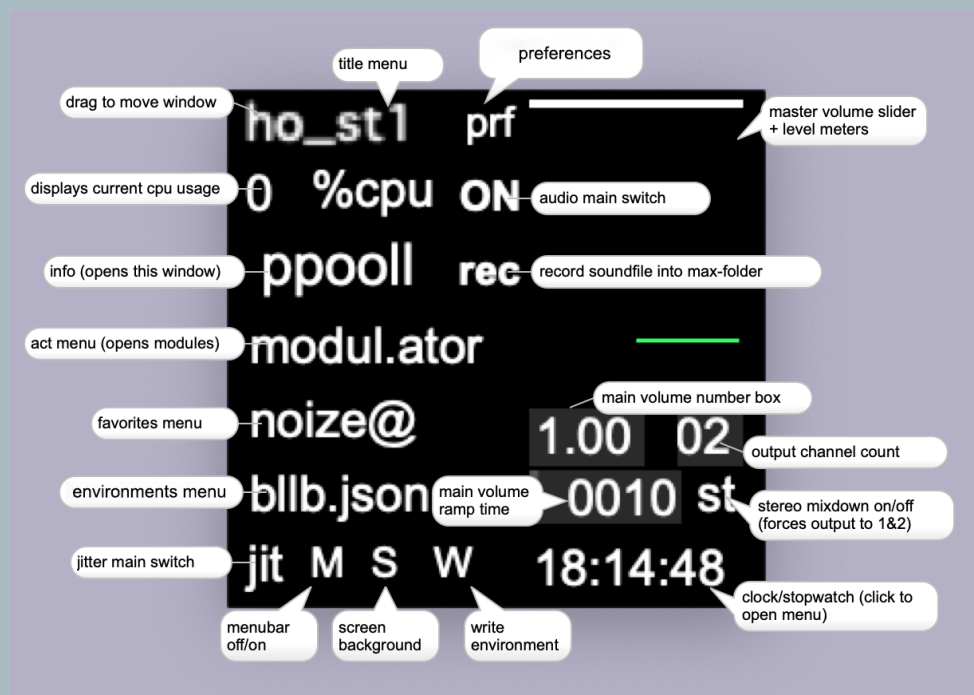 title menu
preferences
drag to move window
ho_st1
prf
master volume slider
+ level meters
displays current cpu usage
0
%cpu
ON
audio main switch
info (opens this window)
ppooll
rec
record soundfile into max-folder
act menu (opens modules)
modul.ator
main volume number box
favorites menu
noize@
1.00
02
output channel count
environments menu
bllb.json
main volume
ramp time
0010
st
stereo mixdown on/off
(forces output to 1&2)
jitter main switch
jit
M
S
W
18:14:48
clock/stopwatch (click to
open menu)
menubar
off/on
screen
background
write
environment